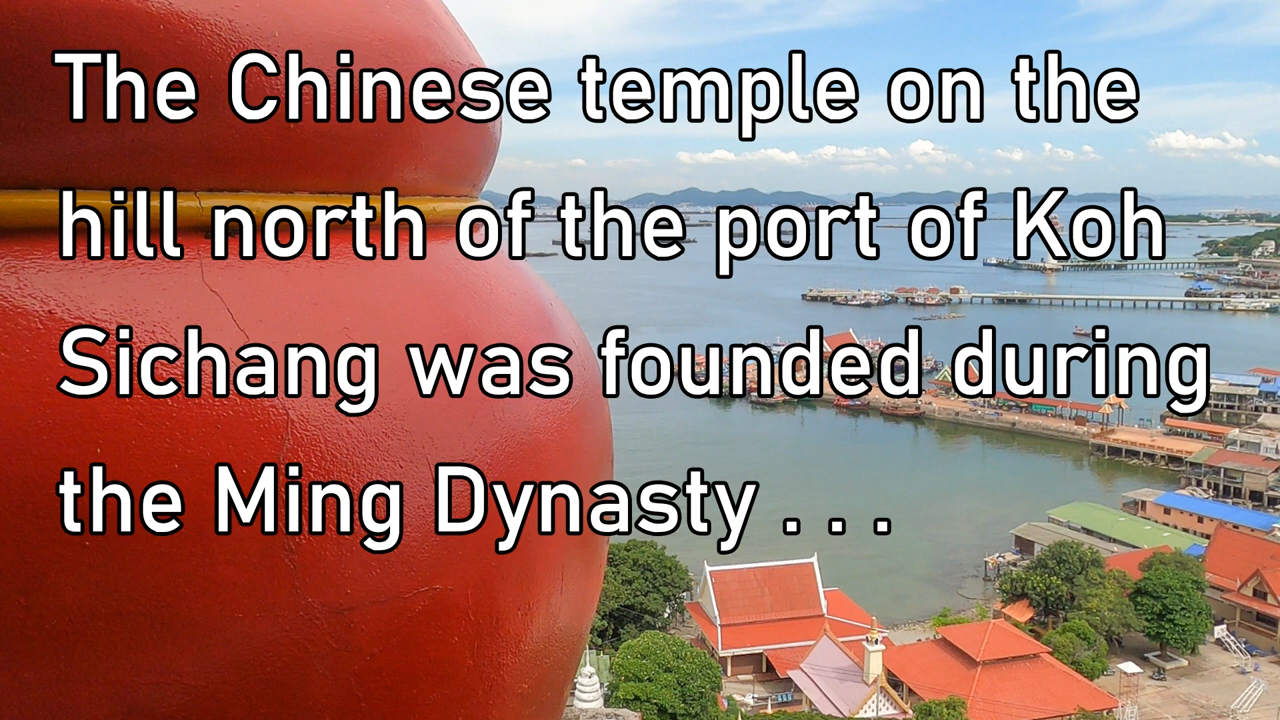 The Chinese temple on the
hill north of the port of Koh
Sichang was founded during
the Ming Dynasty . . .